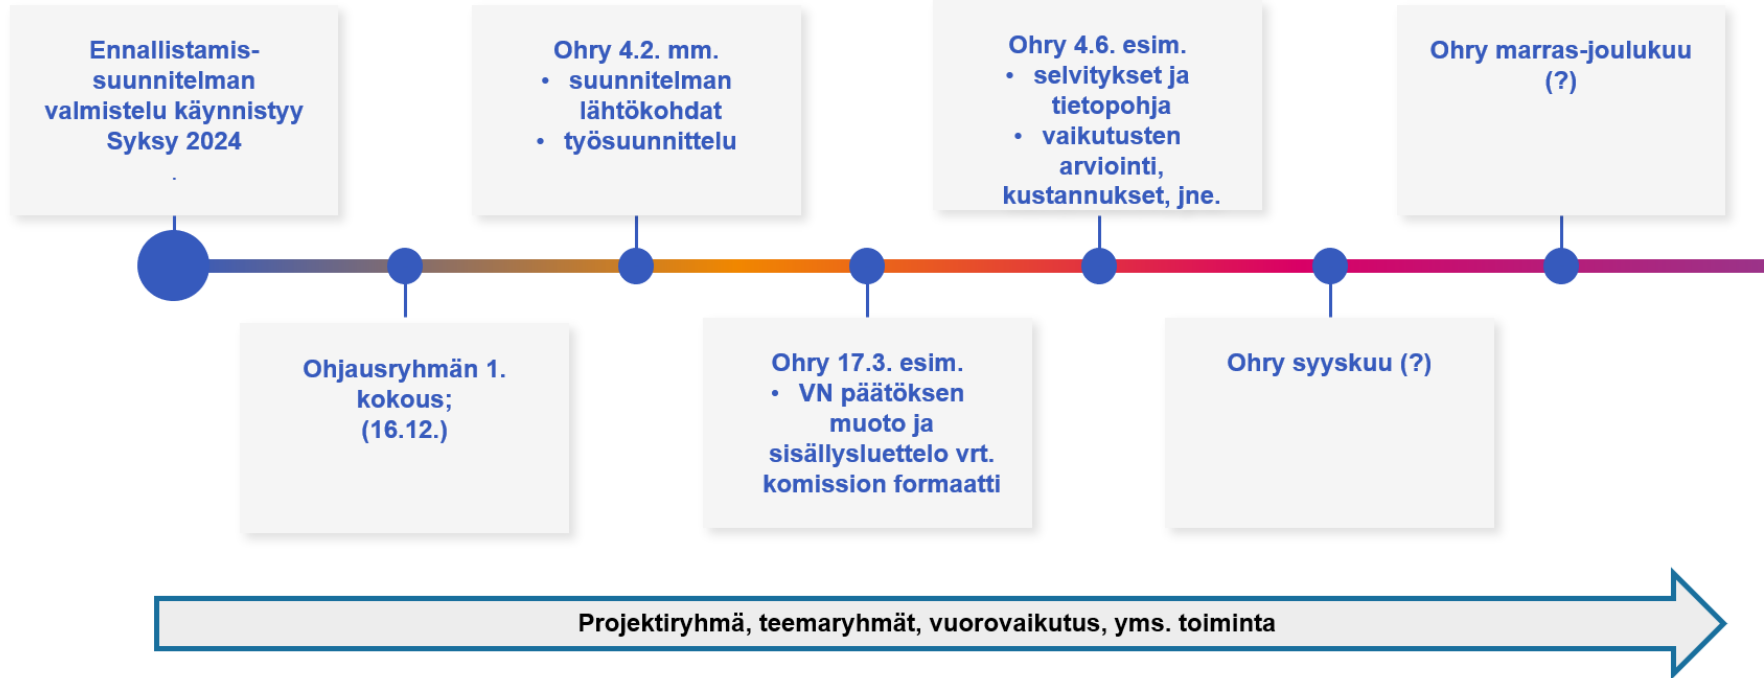 Ennallistamis-
suunnitelman
valmistelu käynnistyy
Syksy 2024
.
Ohjausryhmän 1.
kokous;
(16.12.)
Ohry 4.2. mm.
• suunnitelman
lähtökohdat
• työsuunnittelu
Ohry 17.3. esim.
• VN päätöksen
muoto ja
sisällysluettelo vrt.
komission formaatti
Ohry 4.6. esim.
• selvitykset ja
tietopohja
• vaikutusten
arviointi,
kustannukset, jne.
Ohry syyskuu (?)
Ohry marras-joulukuu
(?)
Projektiryhmä, teemaryhmät, vuorovaikutus, yms. toiminta